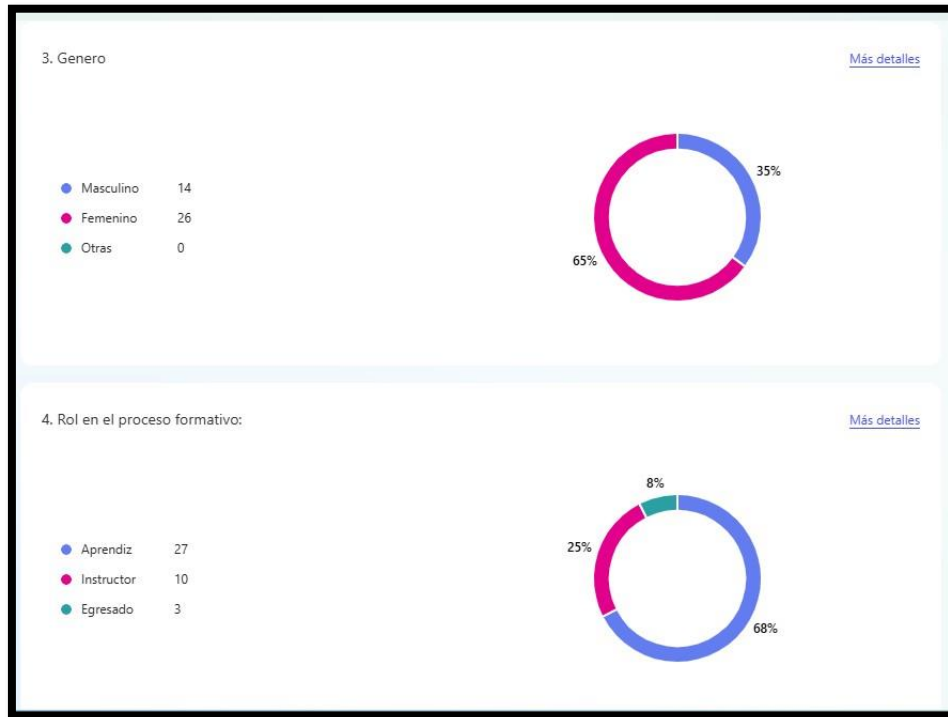 3. Genero
Más detalles
Masculino 14
Femenino 26
Otras 0
35%
65%
4. Rol en el proceso formativo:
Más detalles
Aprendiz 27
Instructor 10
Egresado 3
8%
25%
68%